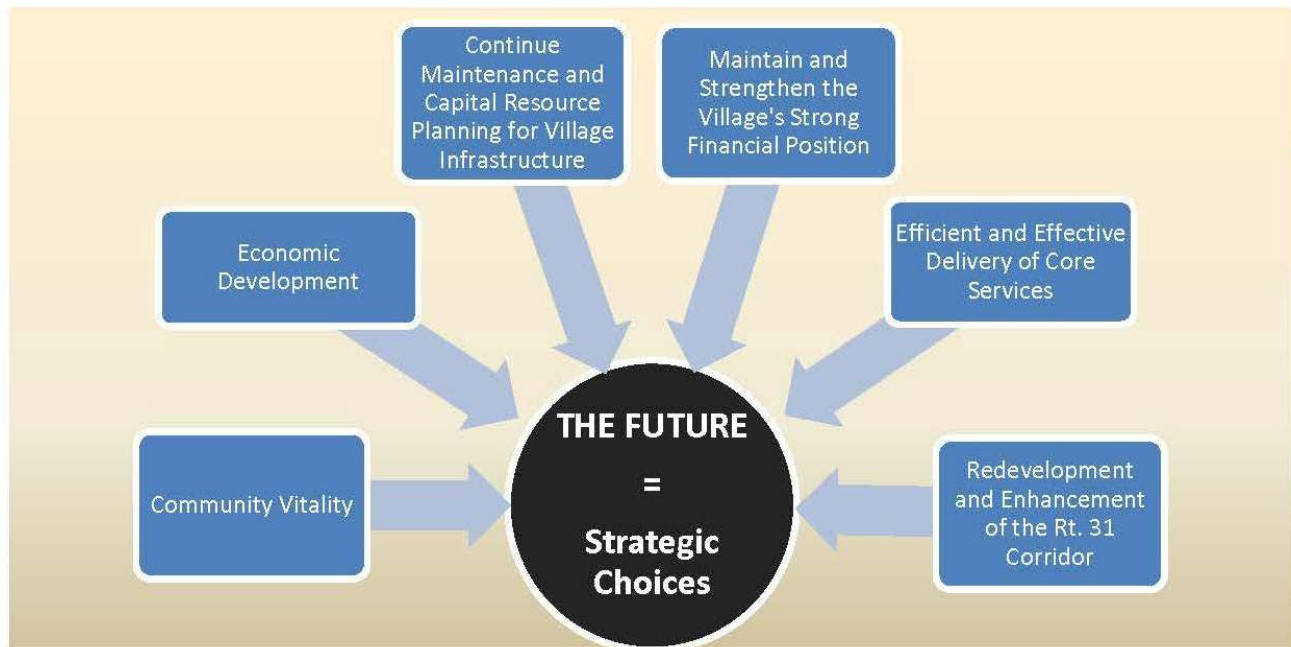 Continue
Maintenance and
Capital Resource
Planning for Village
Infrastructure
Maintain and
Strengthen the
Village's Strong
Financial Position
Economic
Development
Efficient and Effective
Delivery of Core
Services
Community Vitality
THE FUTURE
=
Strategic
Choices
Redevelopment
and Enhancement
of the Rt. 31
Corridor